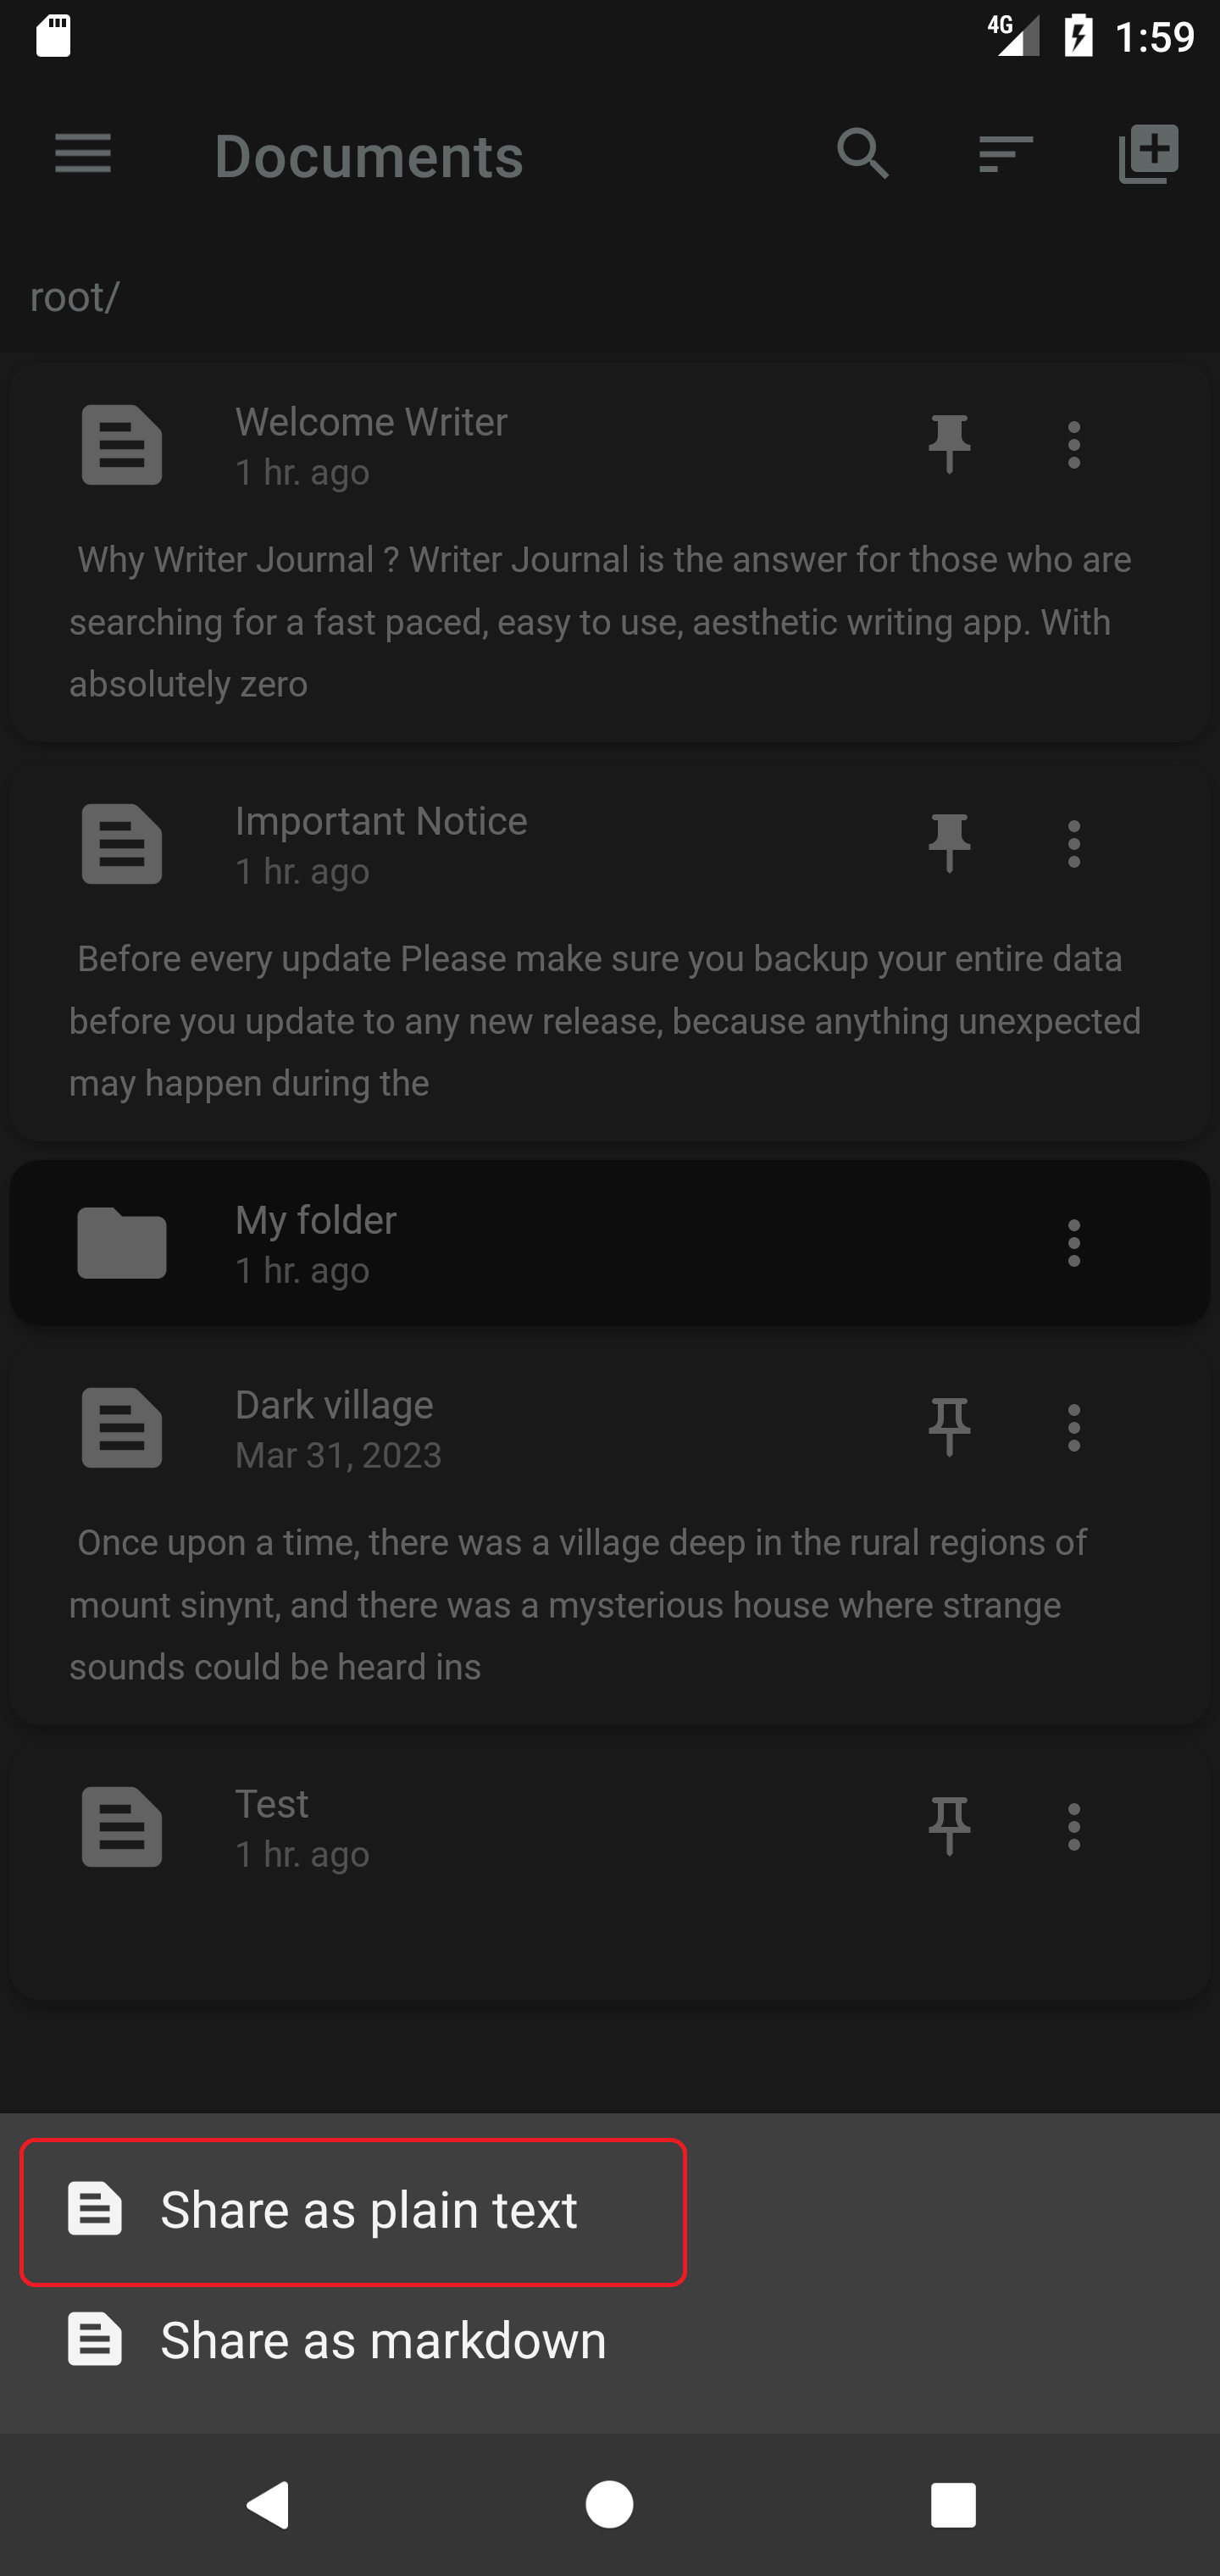 4G 1:59
Documents
root/
Welcome Writer
1 hr. ago
Why Writer Journal ? Writer Journal is the answer for those who are
searching for a fast paced, easy to use, aesthetic writing app. With
absolutely zero
Important Notice
1 hr. ago
Before every update Please make sure you backup your entire data
before you update to any new release, because anything unexpected
may happen during the
My folder
1 hr. ago
Dark village
Mar 31, 2023
Once upon a time, there was a village deep in the rural regions of
mount sinynt, and there was a mysterious house where strange
sounds could be heard ins
Test
1 hr. ago
Share as plain text
Share as markdown